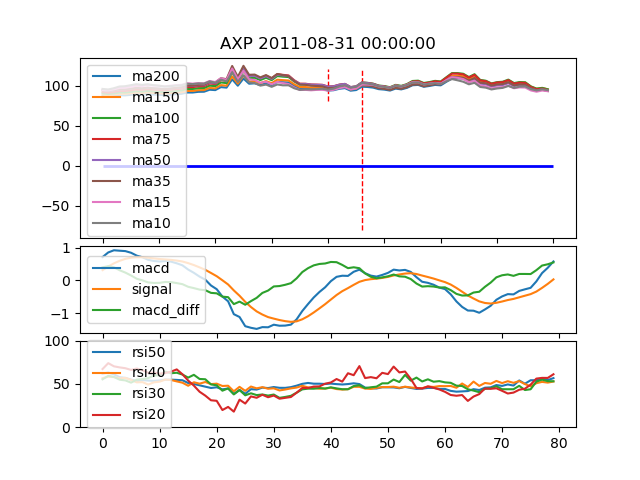 AXP 2011-08-31 00:00:00
100
50
0
−50
ma200
ma150
ma100
ma75
ma50
ma35
ma15
ma10
1
0
−1
macd
signal
macd_diff
100
50
0
rsi50
rsi40
rsi30
rsi20
0 10 20 30 40 50 60 70 80